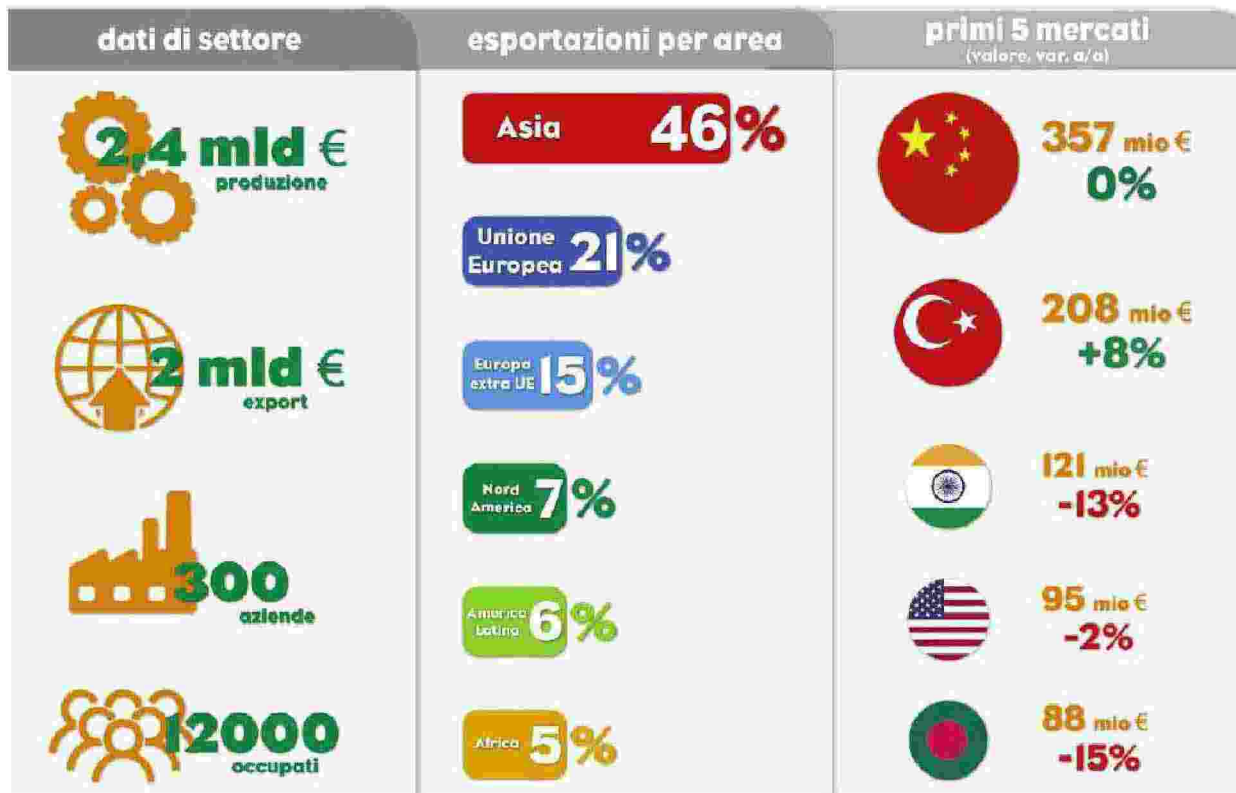 dati di settore
2,4 mld €
produzione
2 mld €
export
300
aziende
12000
occupati
esportazioni per area
Asia 46%
Unione
Europea 21%
Europa
extra UE 15%
Nord
America 7%
America
Latina 6%
Africa 5%
primi 5 mercati
(valore, var. a/a)
357 mio €
0%
208 mio €
+8%
121 mio €
-13%
95 mio €
-2%
88 mio €
-15%